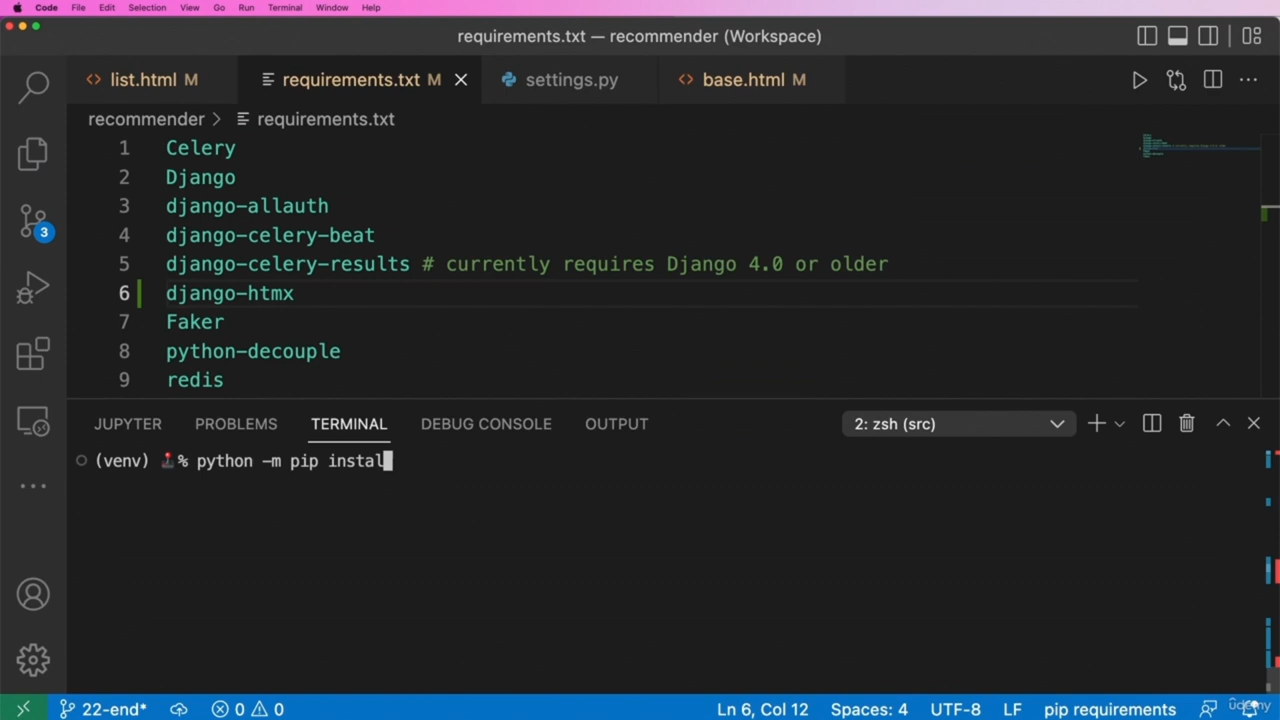 Code File Edit Selection View Go Run Terminal Window Help
requirements.txt — recommender (Workspace)
<> list.html M requirements.txt M settings.py <> base.html M
recommender > requirements.txt
1 Celery
2 Django
3 django-allauth
4 django-celery-beat
5 django-celery-results # currently requires Django 4.0 or older
6 django-htmx
7 Faker
8 python-decouple
9 redis
3
JUPYTER PROBLEMS TERMINAL DEBUG CONSOLE OUTPUT 2: zsh (src)
(venv) % python -m pip instal
22-end* 0 0 Ln 6, Col 12 Spaces: 4 UTF-8 LF pip requirements
udemy